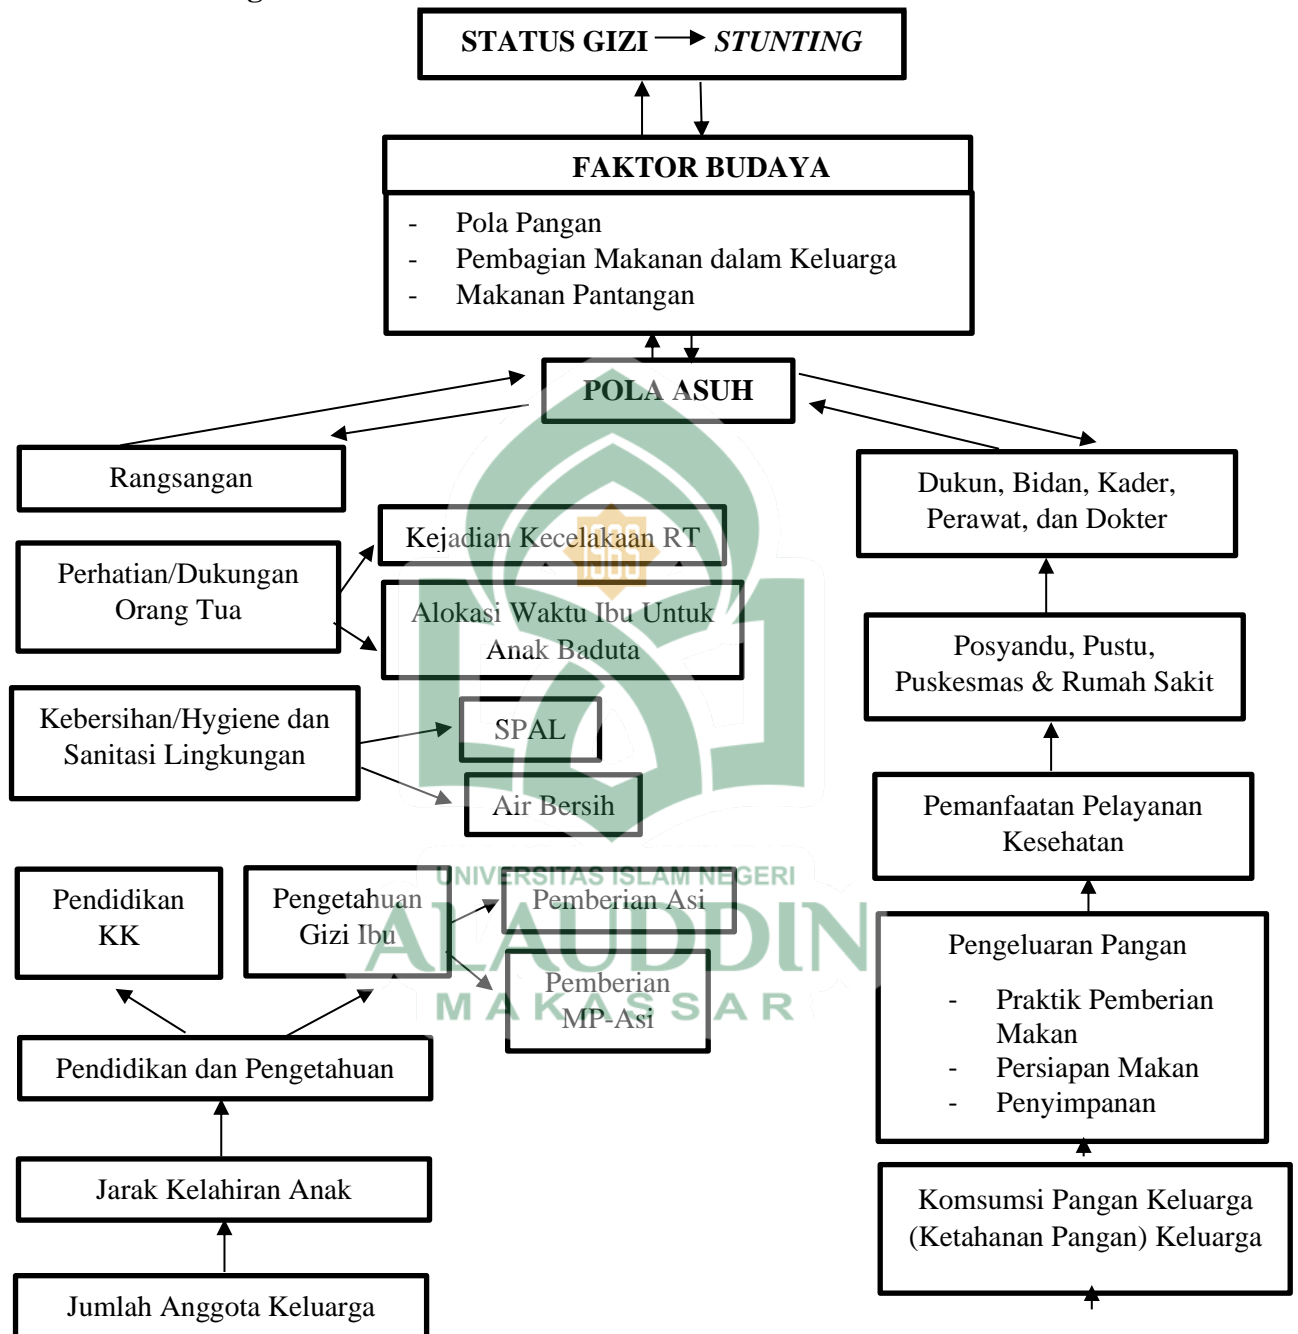 STATUS GIZI → STUNTING
FAKTOR BUDAYA
- Pola Pangan
- Pembagian Makanan dalam Keluarga
- Makanan Pantangan
POLA ASUH
Rangsangan
Dukun, Bidan, Kader,
Perawat, dan Dokter
Kejadian Kecelakaan RT
1965
Perhatian/Dukungan
Orang Tua
Alokasi Waktu Ibu Untuk
Anak Baduta
Posyandu, Pustu,
Puskesmas & Rumah Sakit
Kebersihan/Hygiene dan
Sanitasi Lingkungan
SPAL
Air Bersih
Pemanfaatan Pelayanan
Kesehatan
UNIVERSITAS ISLAM NEGERI
ALAUDDIN
MAKASSAR
Pendidikan
KK
Pengetahuan
Gizi Ibu
Pemberian Asi
Pemberian
MP-Asi
Pengeluaran Pangan
- Praktik Pemberian
Makan
- Persiapan Makan
- Penyimpanan
Pendidikan dan Pengetahuan
Jarak Kelahiran Anak
Komsumsi Pangan Keluarga
(Ketahanan Pangan) Keluarga
Jumlah Anggota Keluarga